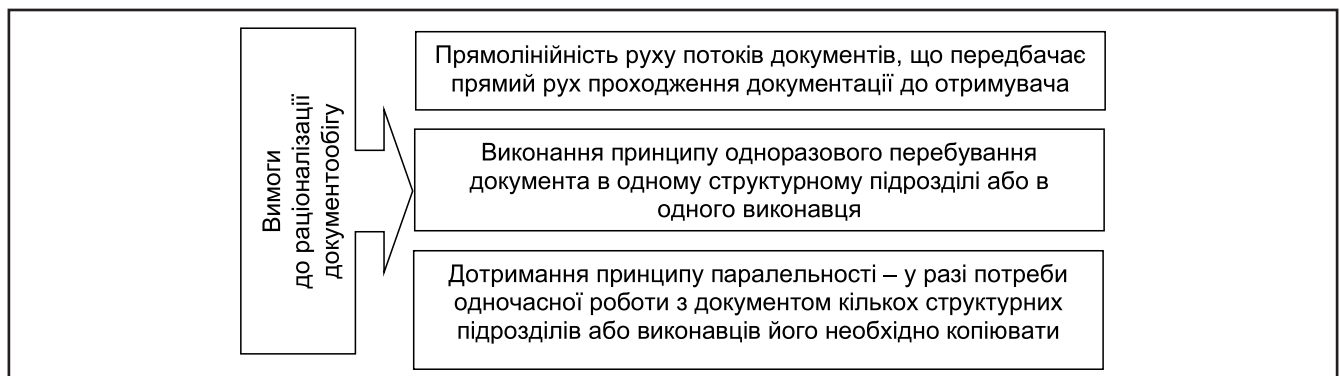 Вимоги
до раціоналізації
документообігу
Прямолінійність руху потоків документів, що передбачає
прямий рух проходження документації до отримувача
Виконання принципу одноразового перебування
документа в одному структурному підрозділі або в
одного виконавця
Дотримання принципу паралельності – у разі потреби
одночасної роботи з документом кількох структурних
підрозділів або виконавців його необхідно копіювати